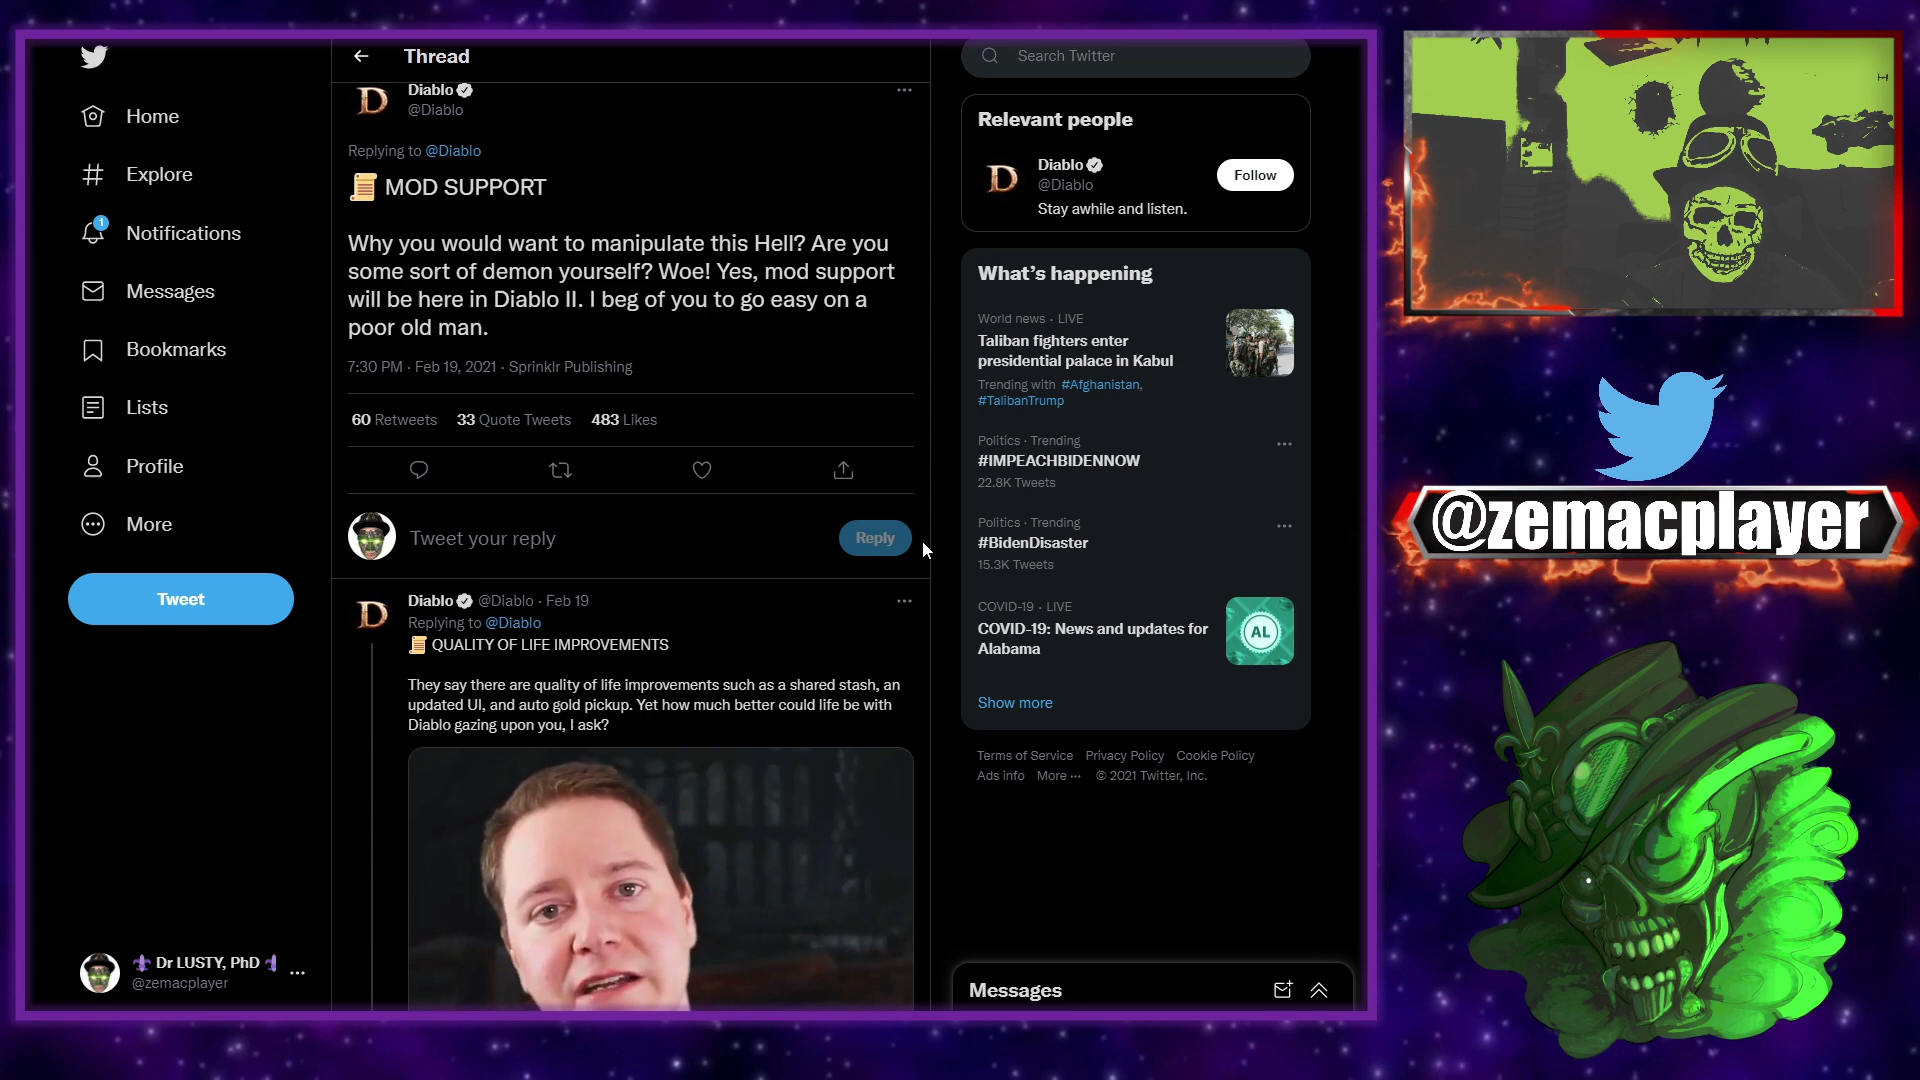 Home
Explore
1
Notifications
Messages
Bookmarks
Lists
Profile
More
Tweet
Dr LUSTY, PhD
@zemacplayer
Thread
Diablo
@Diablo
Replying to @Diablo
MOD SUPPORT
Why you would want to manipulate this Hell? Are you
some sort of demon yourself? Woe! Yes, mod support
will be here in Diablo II. I beg of you to go easy on a
poor old man.
7:30 PM · Feb 19, 2021 · Sprinklr Publishing
60 Retweets 33 Quote Tweets 483 Likes
Tweet your reply
Reply
Diablo @Diablo · Feb 19
Replying to @Diablo
QUALITY OF LIFE IMPROVEMENTS
They say there are quality of life improvements such as a shared stash, an
updated UI, and auto gold pickup. Yet how much better could life be with
Diablo gazing upon you, I ask?
Search Twitter
Relevant people
Diablo
@Diablo
Follow
Stay awhile and listen.
What's happening
World news · LIVE
Taliban fighters enter
presidential palace in Kabul
Trending with #Afghanistan,
#TalibanTrump
Politics · Trending
#IMPEACHBIDENNOW
22.8K Tweets
Politics · Trending
#BidenDisaster
15.3K Tweets
COVID-19 · LIVE
COVID-19: News and updates for
Alabama
AL
Show more
Terms of Service Privacy Policy Cookie Policy
Ads info More ··· © 2021 Twitter, Inc.
Messages
@zemacplayer